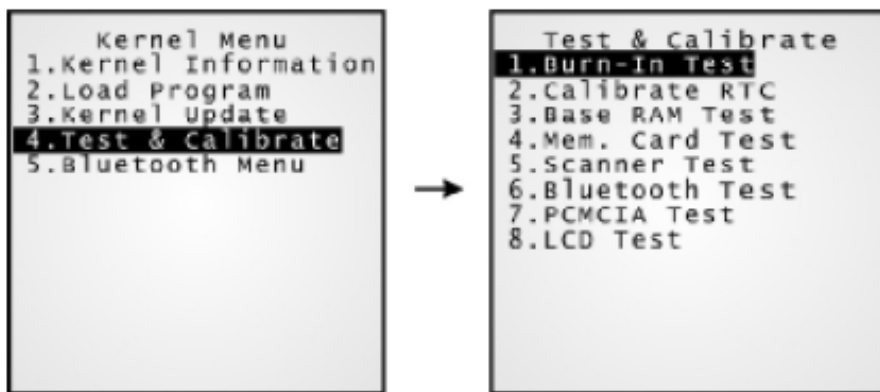 Kernel Menu
1.Kernel Information
2.Load Program
3.Kernel Update
4.Test & Calibrate
5.Bluetooth Menu
Test & Calibrate
1.Burn-In Test
2.Calibrate RTC
3.Base RAM Test
4.Mem. Card Test
5.Scanner Test
6.Bluetooth Test
7.PCMCIA Test
8.LCD Test